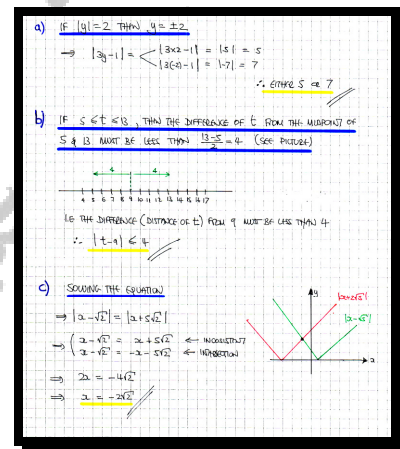 a) IF |y|=2 THEN y = ±2
⇒ |3y-1| = |3×2-1| = |5| = 5
|3(-2)-1| = |-7| = 7
∴ EITHER 5 OR 7
b) IF 5 ≤ t ≤ 13, THEN THE DIFFERENCE OF t FROM THE MIDPOINT OF
5 & 13 MUST BE LESS THAN (13-5)/2 = 4 (SEE PICTURE)
4 4
4 5 6 7 8 9 10 11 12 13 14 15 16 17
I.E THE DIFFERENCE (DISTANCE OF t) FROM 9 MUST BE LESS THAN 4
∴ |t-9| ≤ 4
c) SOLVING THE EQUATION
⇒ |x-√2| = |x+5√2|
⇒ ( x-√2 = x+5√2 ← INCONSISTENT
x-√2 = -x-5√2 ← INTERSECTION
⇒ 2x = -4√2
⇒ x = -2√2
y
x